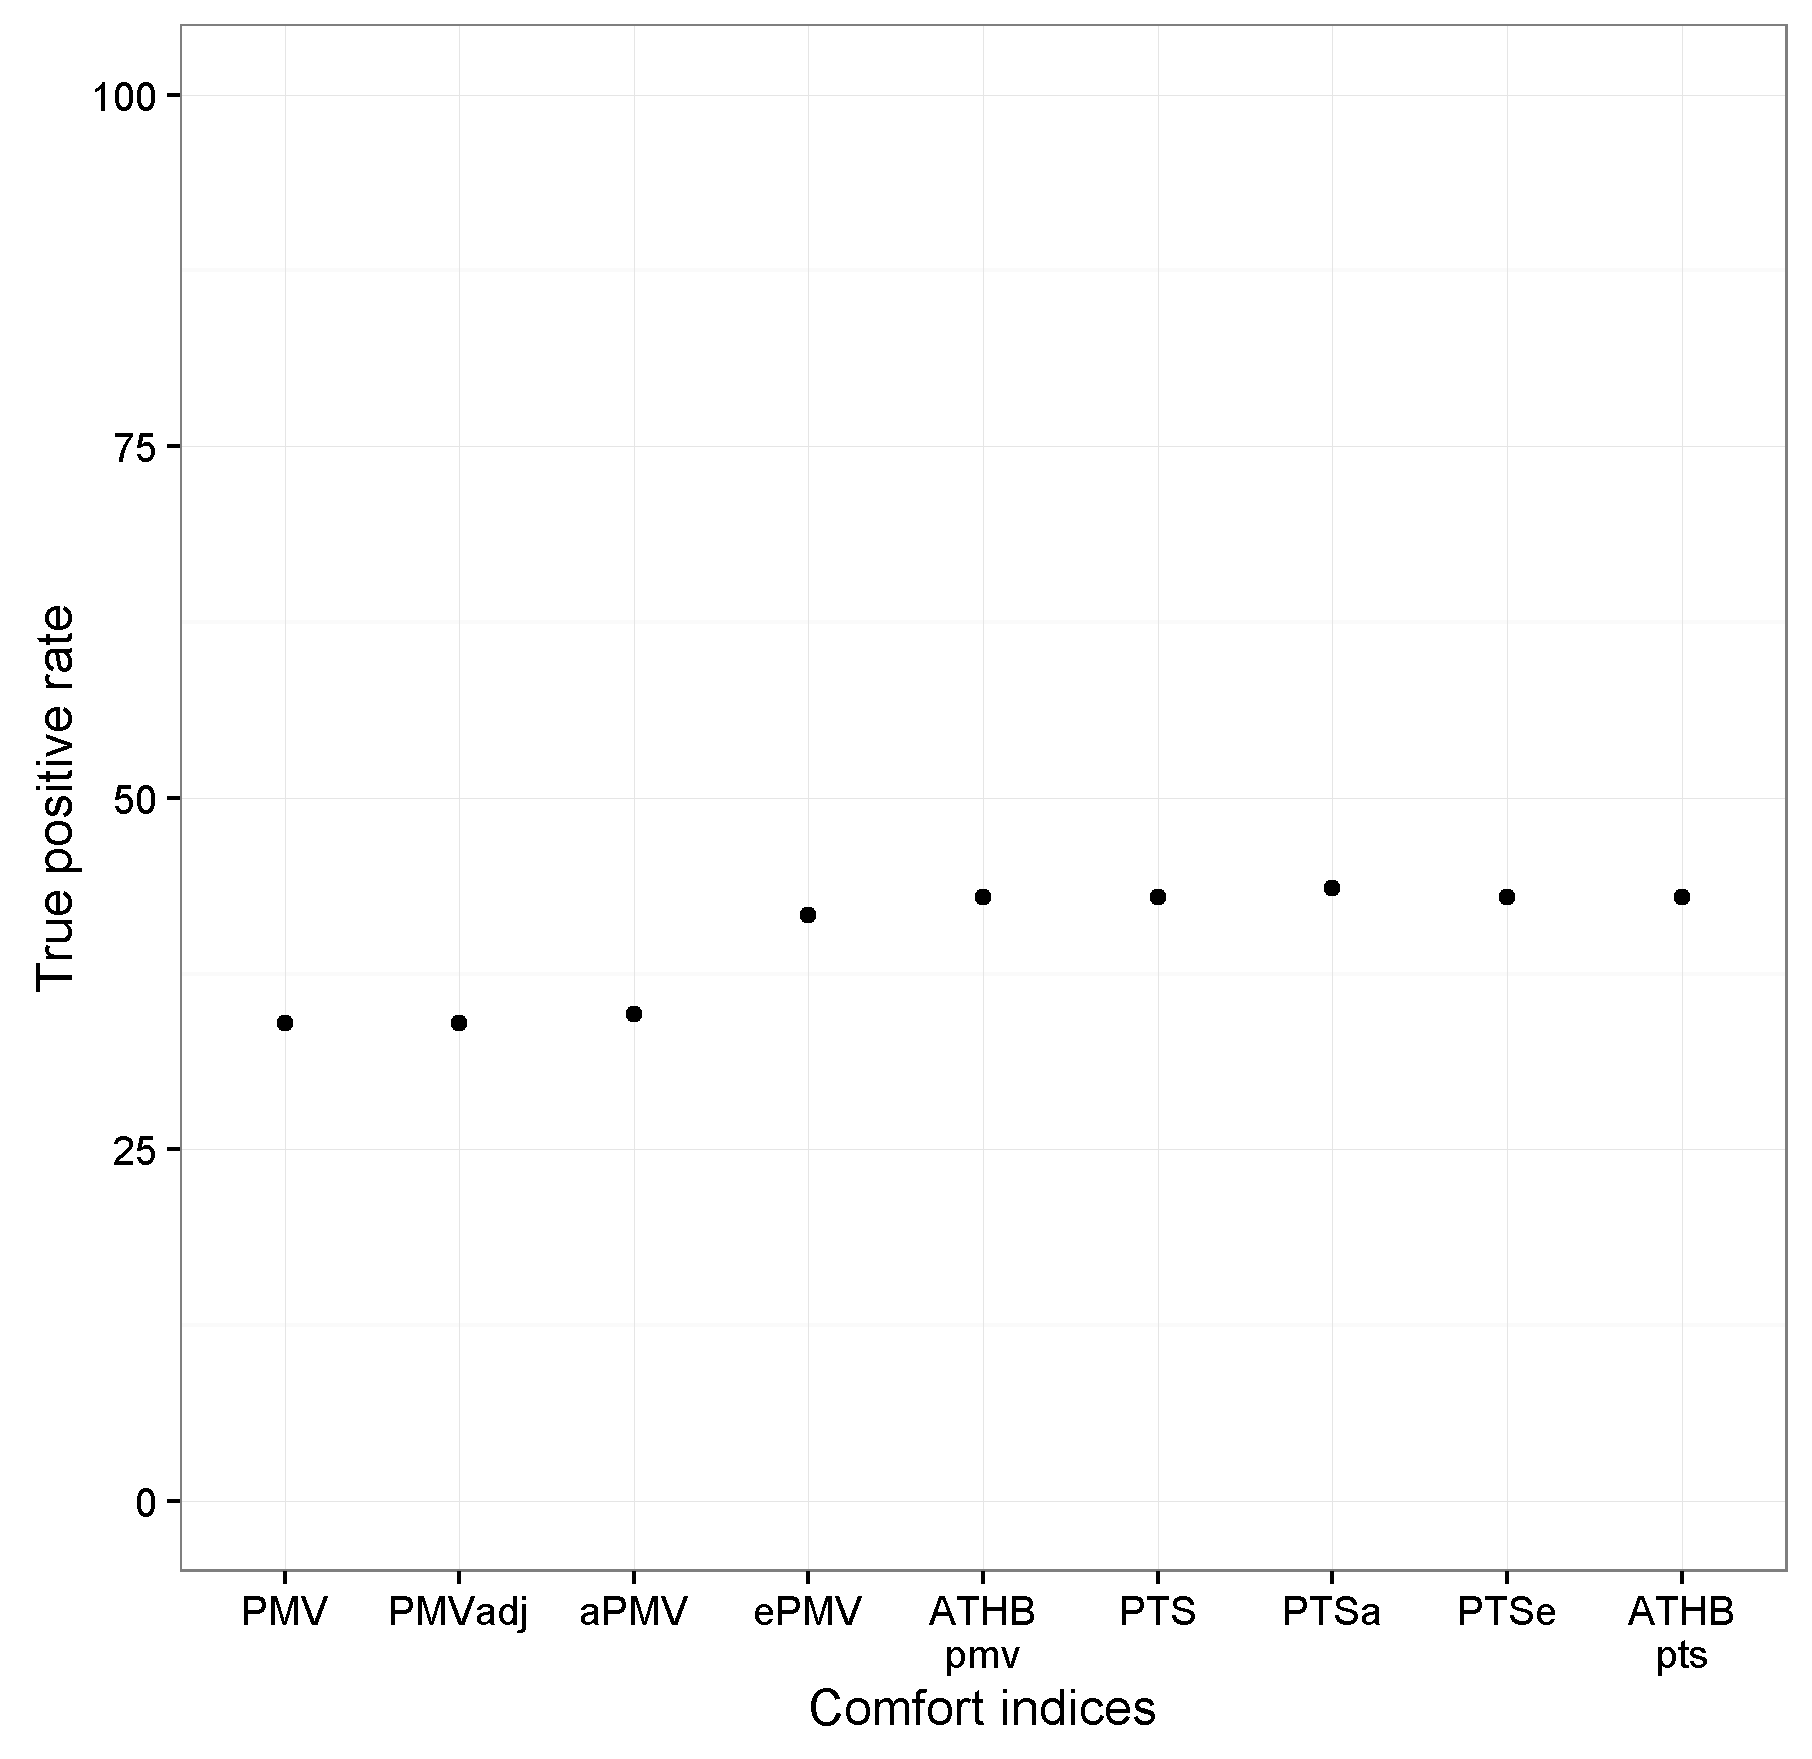 True positive rate
100
75
50
25
0
PMV PMVadj aPMV ePMV ATHB PTS PTSa PTSe ATHB
pmv pts
Comfort indices